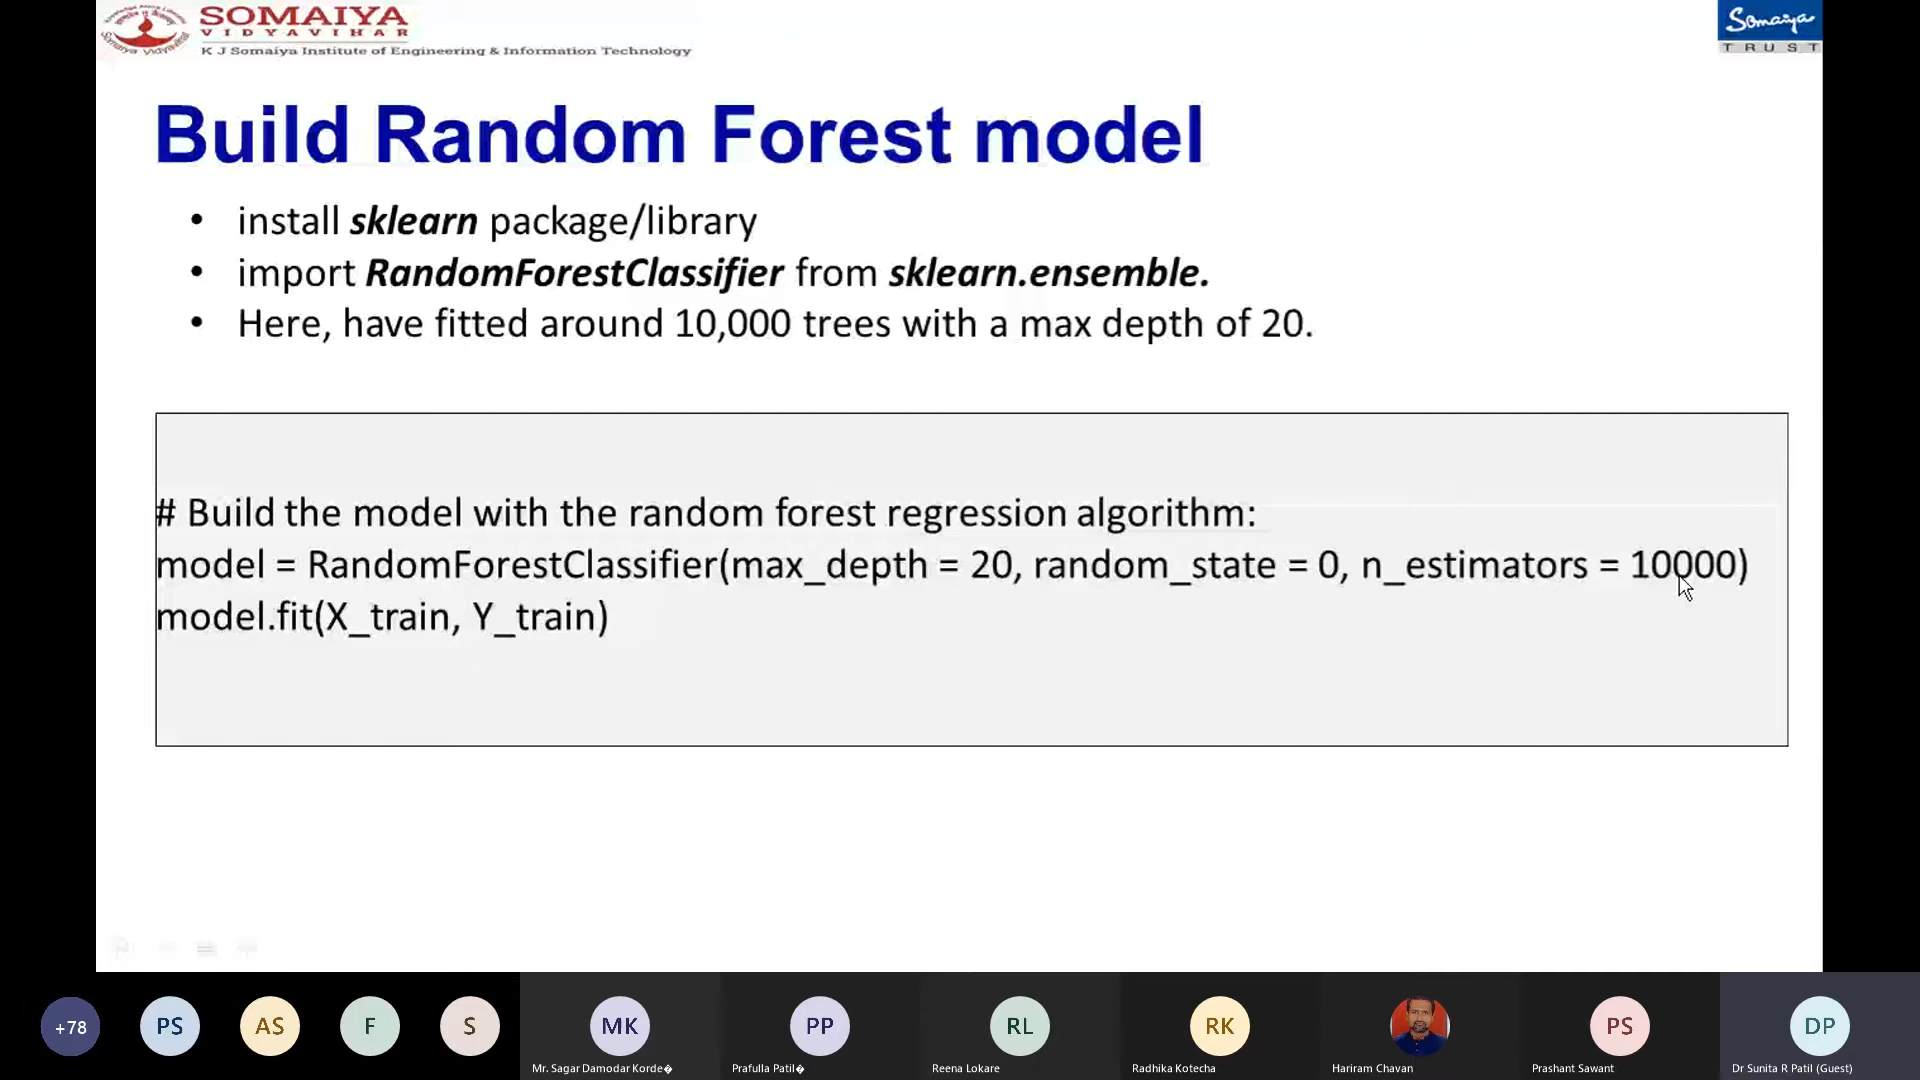 SOMAIYA
VIDYAVIHAR
K J Somaiya Institute of Engineering & Information Technology
Somaiya
TRUST
Build Random Forest model
• install sklearn package/library
• import RandomForestClassifier from sklearn.ensemble.
• Here, have fitted around 10,000 trees with a max depth of 20.
# Build the model with the random forest regression algorithm:
model = RandomForestClassifier(max_depth = 20, random_state = 0, n_estimators = 10000)
model.fit(X_train, Y_train)
+78
PS
AS
F
S
MK
PP
RL
RK
PS
DP
Mr. Sagar Damodar Korde�
Prafulla Patil�
Reena Lokare
Radhika Kotecha
Hariram Chavan
Prashant Sawant
Dr Sunita R Patil (Guest)